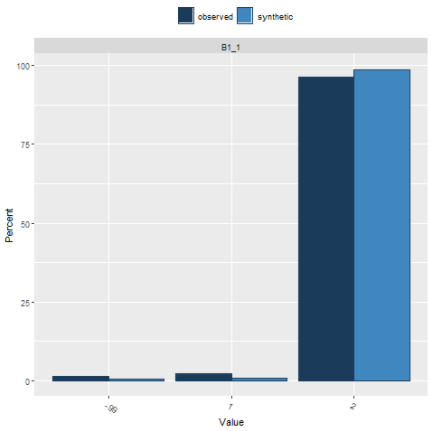 observed synthetic
B1_1
100
75
50
25
0
Percent
-99 1 2
Value